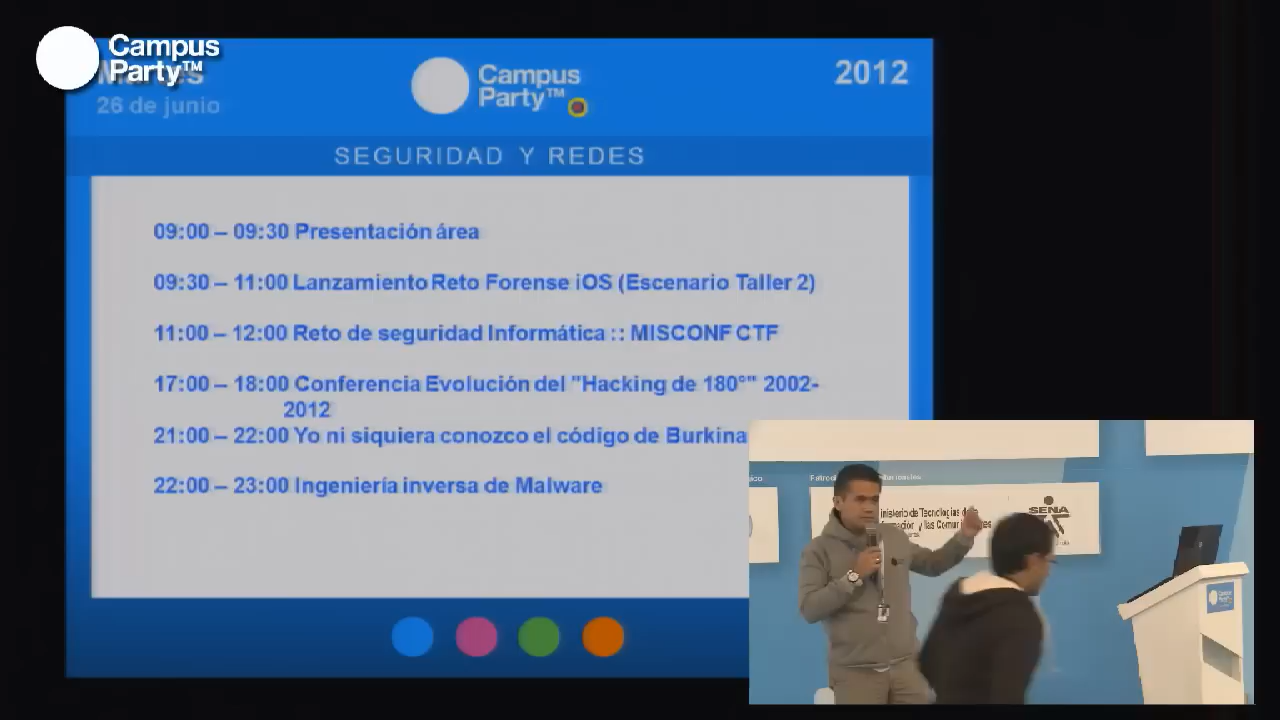 Campus
Party™
Martes
26 de junio
Campus
Party™
2012
SEGURIDAD Y REDES
09:00 – 09:30 Presentación área
09:30 – 11:00 Lanzamiento Reto Forense iOS (Escenario Taller 2)
11:00 – 12:00 Reto de seguridad Informática :: MISCONF CTF
17:00 – 18:00 Conferencia Evolución del "Hacking de 180°" 2002-
2012
21:00 – 22:00 Yo ni siquiera conozco el código de Burkina
22:00 – 23:00 Ingeniería inversa de Malware
SENA